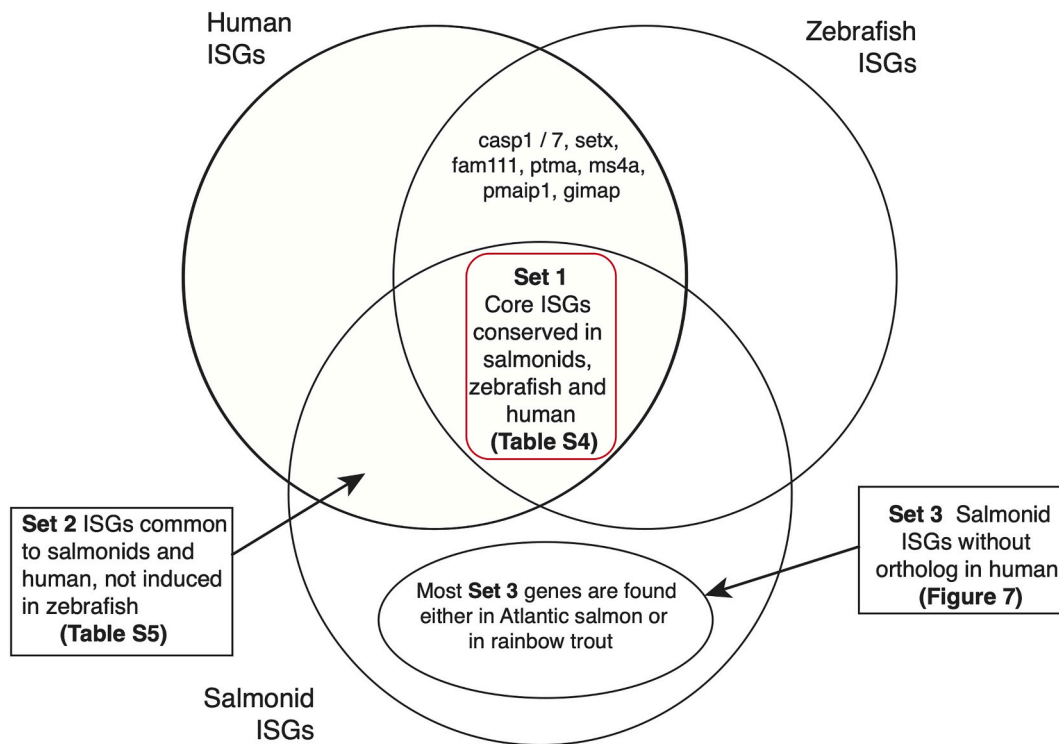 Human
ISGs
Zebrafish
ISGs
casp1 / 7, setx,
fam111, ptma, ms4a,
pmaip1, gimap
Set 1
Core ISGs
conserved in
salmonids,
zebrafish and
human
(Table S4)
Set 2 ISGs common
to salmonids and
human, not induced
in zebrafish
(Table S5)
Set 3 Salmonid
ISGs without
ortholog in human
(Figure 7)
Most Set 3 genes are found
either in Atlantic salmon or
in rainbow trout
Salmonid
ISGs